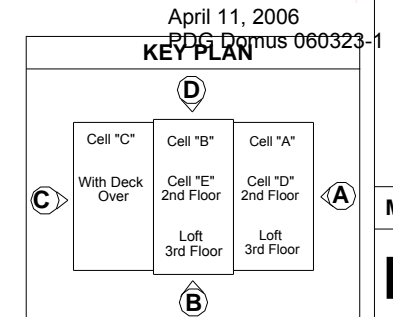 April 11, 2006
PDG Domus 060323-1
KEY PLAN
D
Cell "C"
With Deck
Over
Cell "B"
Cell "E"
2nd Floor
Loft
3rd Floor
Cell "A"
Cell "D"
2nd Floor
Loft
3rd Floor
C
A
B